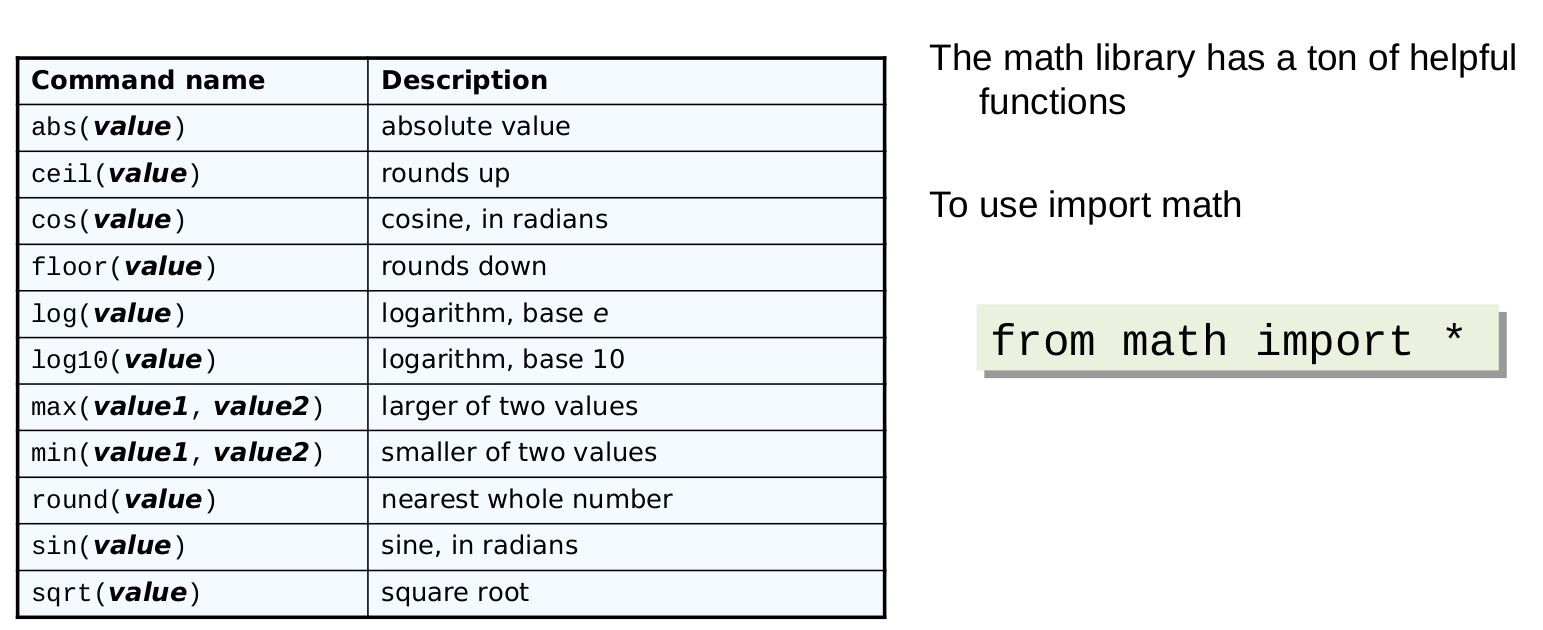 Command name Description
abs(value) absolute value
ceil(value) rounds up
cos(value) cosine, in radians
floor(value) rounds down
log(value) logarithm, base e
log10(value) logarithm, base 10
max(value1, value2) larger of two values
min(value1, value2) smaller of two values
round(value) nearest whole number
sin(value) sine, in radians
sqrt(value) square root
The math library has a ton of helpful
functions
To use import math
from math import *